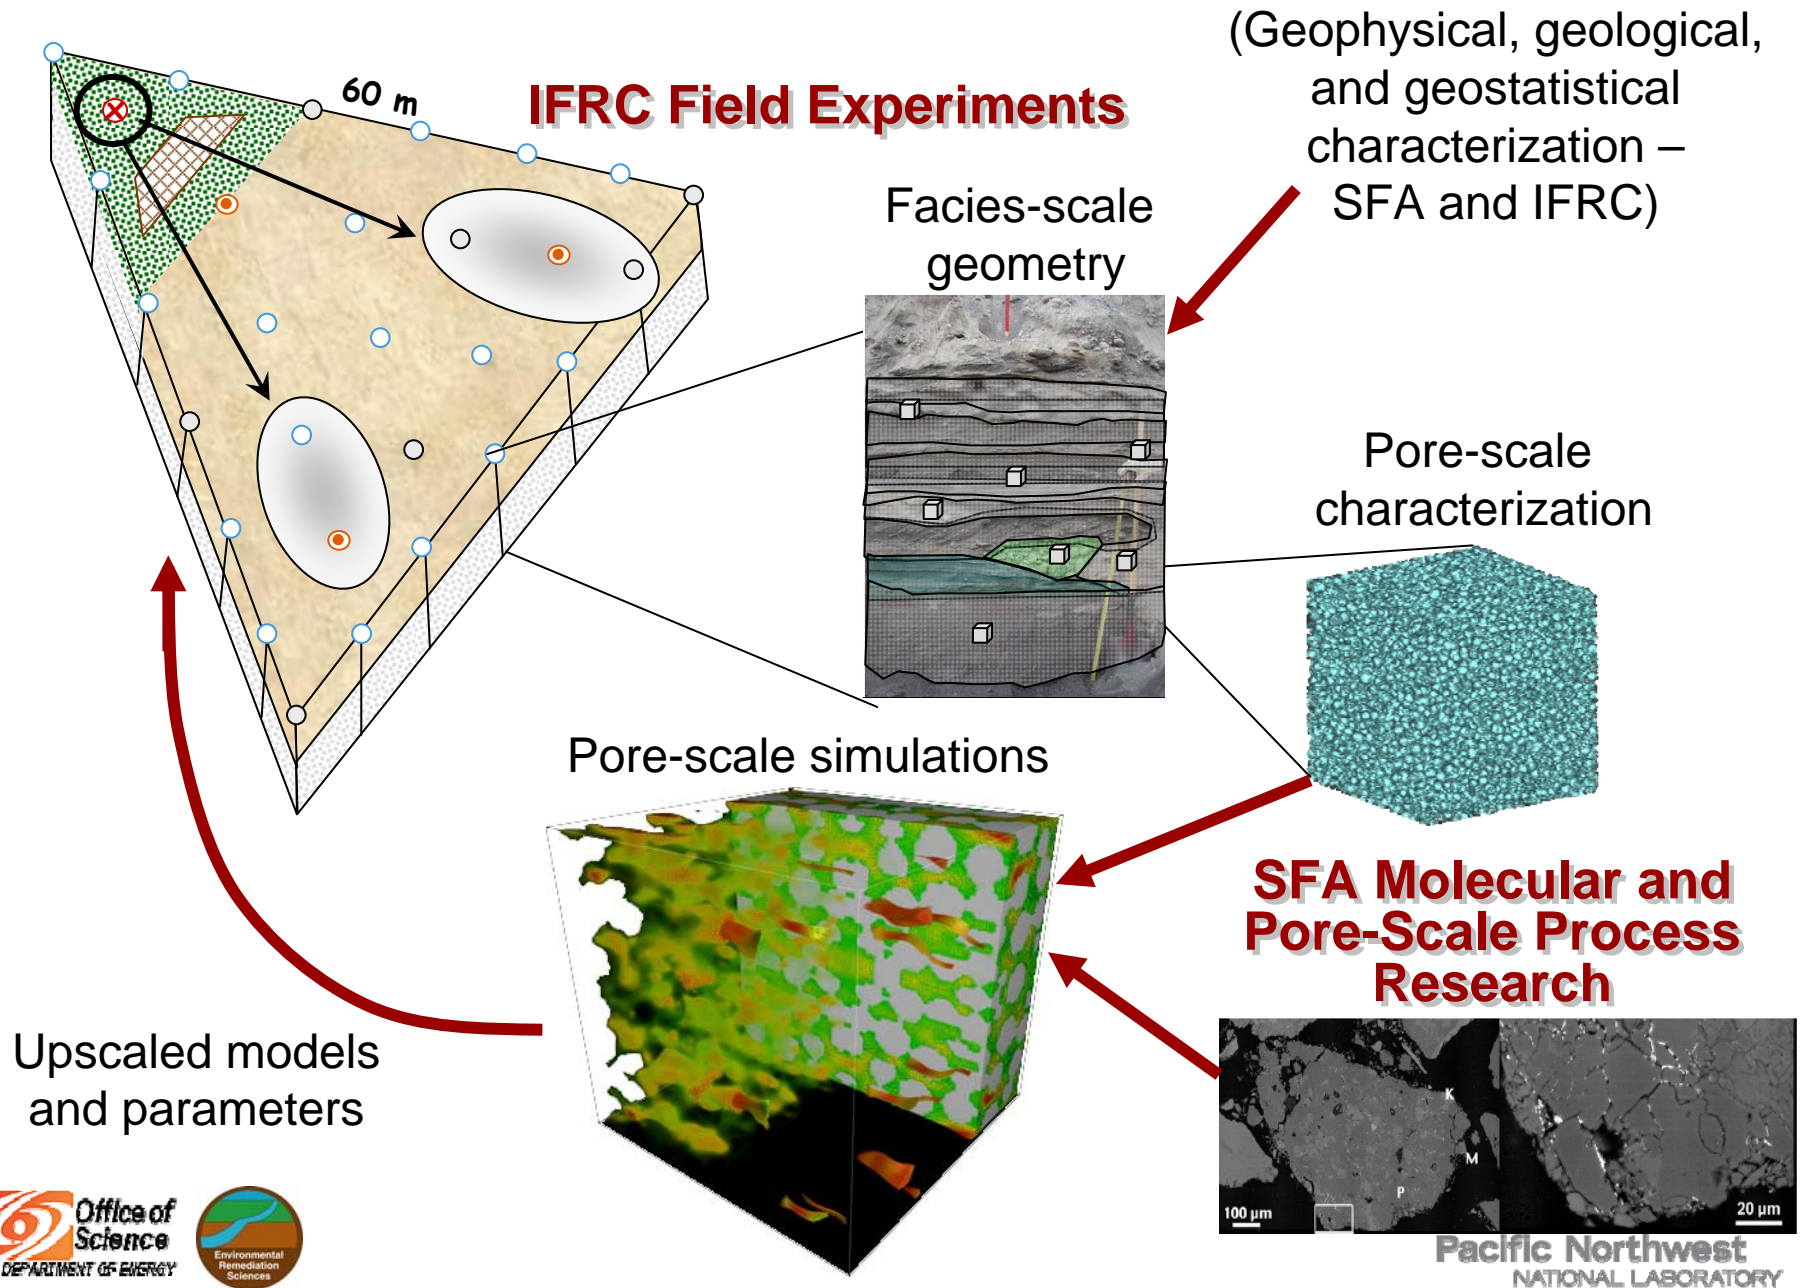 (Geophysical, geological,
and geostatistical
characterization –
SFA and IFRC)
60 m
IFRC Field Experiments
Facies-scale
geometry
Pore-scale
characterization
Pore-scale simulations
SFA Molecular and
Pore-Scale Process
Research
Upscaled models
and parameters
K
M
P
100 µm
20 µm
Office of
Science
DEPARTMENT OF ENERGY
Environmental
Remediation
Sciences
Pacific Northwest
NATIONAL LABORATORY